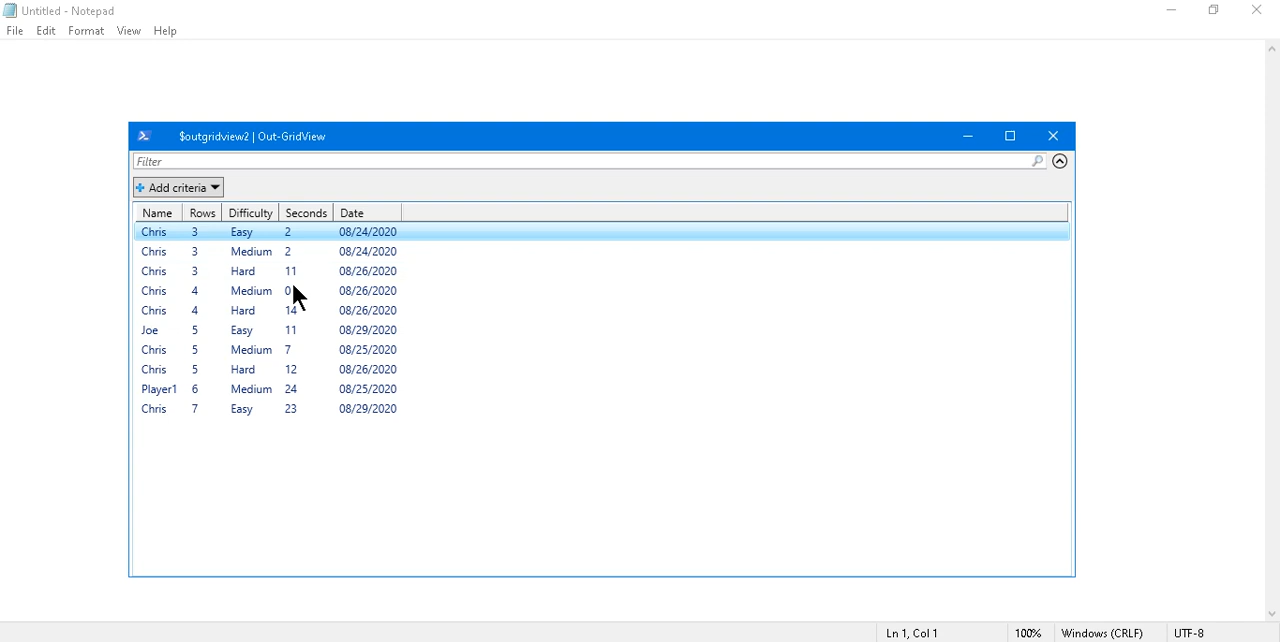 Untitled - Notepad
File Edit Format View Help
$outgridview2 | Out-GridView
Filter
Add criteria
Name Rows Difficulty Seconds Date
Chris 3 Easy 2 08/24/2020
Chris 3 Medium 2 08/24/2020
Chris 3 Hard 11 08/26/2020
Chris 4 Medium 0 08/26/2020
Chris 4 Hard 14 08/26/2020
Joe 5 Easy 11 08/29/2020
Chris 5 Medium 7 08/25/2020
Chris 5 Hard 12 08/26/2020
Player1 6 Medium 24 08/25/2020
Chris 7 Easy 23 08/29/2020
Ln 1, Col 1 100% Windows (CRLF) UTF-8